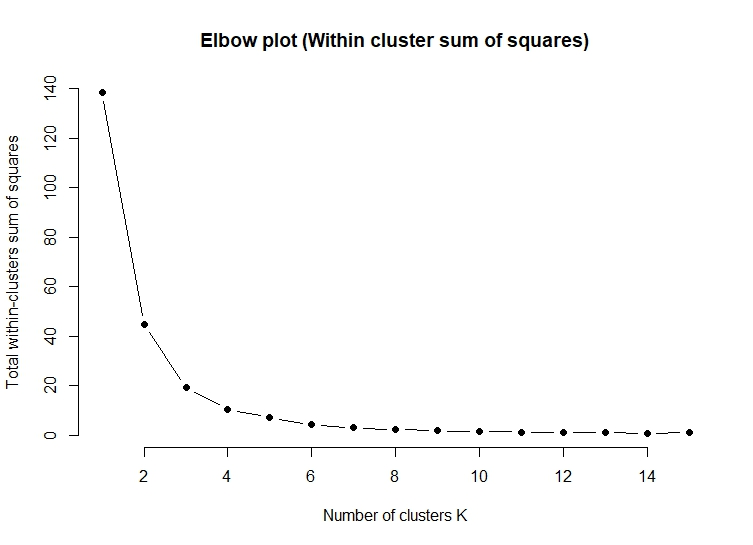 Elbow plot (Within cluster sum of squares)
Total within-clusters sum of squares
140
120
100
80
60
40
20
0
2 4 6 8 10 12 14
Number of clusters K